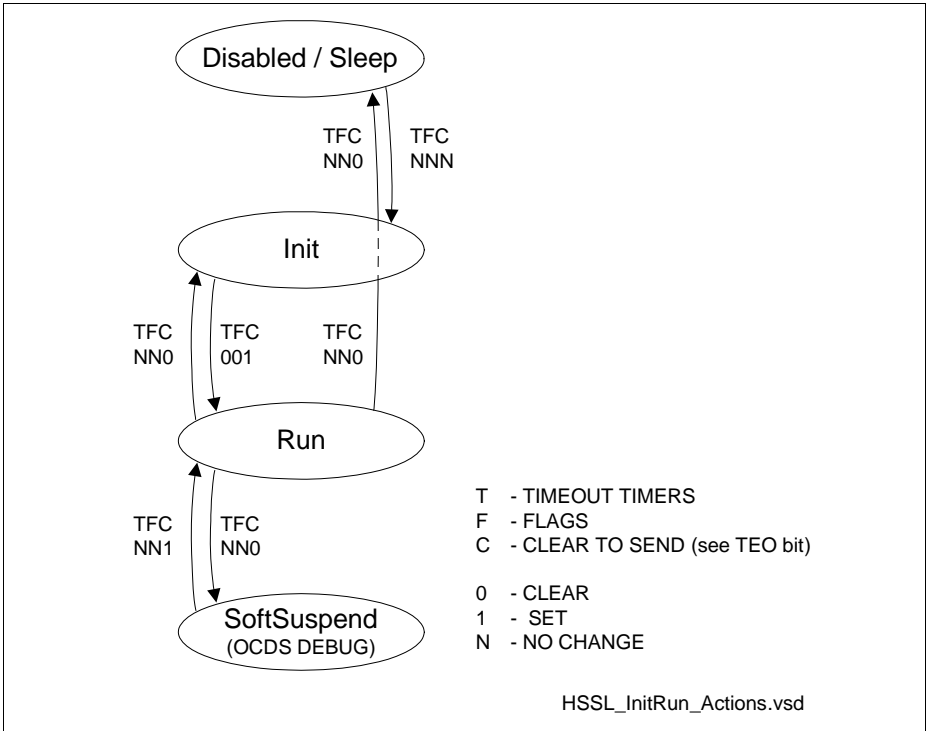 Disabled / Sleep
TFC
NN0
TFC
NNN
Init
TFC
NN0
TFC
001
TFC
NN0
Run
TFC
NN1
TFC
NN0
SoftSuspend
(OCDS DEBUG)
T - TIMEOUT TIMERS
F - FLAGS
C - CLEAR TO SEND (see TEO bit)
0 - CLEAR
1 - SET
N - NO CHANGE
HSSL_InitRun_Actions.vsd